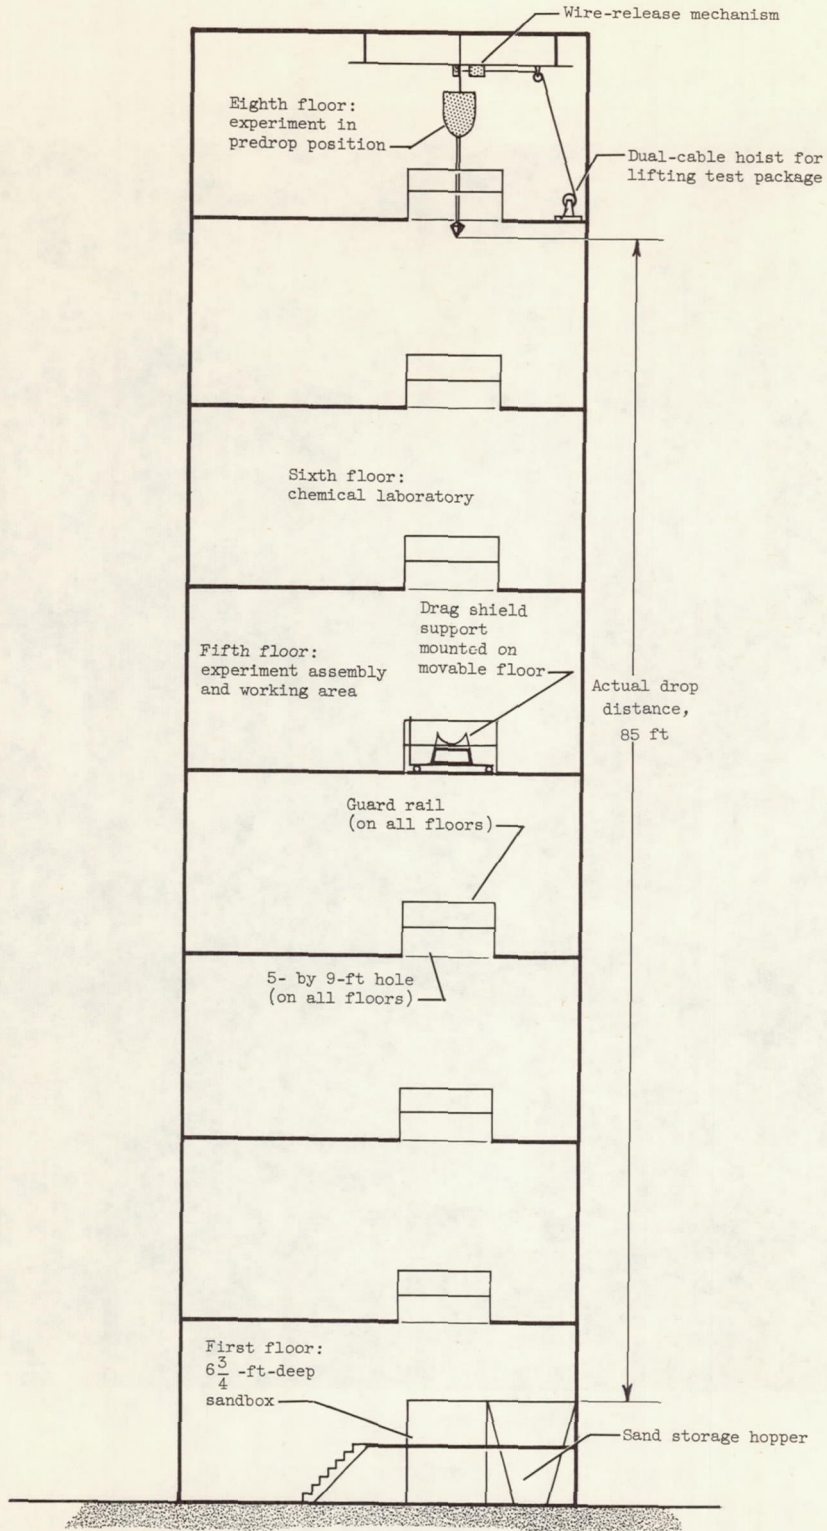 Wire-release mechanism
Eighth floor:
experiment in
predrop position
Dual-cable hoist for
lifting test package
Sixth floor:
chemical laboratory
Drag shield
support
mounted on
movable floor
Fifth floor:
experiment assembly
and working area
Actual drop
distance,
85 ft
Guard rail
(on all floors)
5- by 9-ft hole
(on all floors)
First floor:
6 3/4 -ft-deep
sandbox
Sand storage hopper